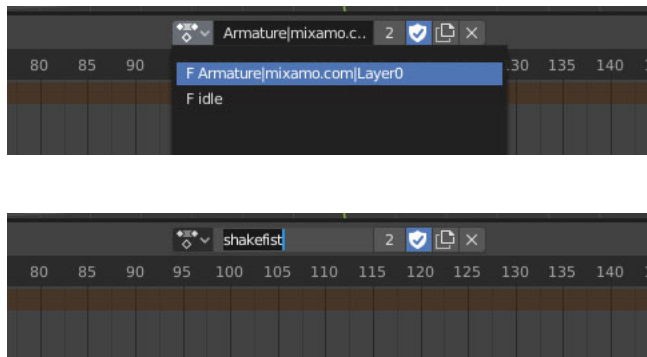 Armature|mixamo.c.. 2
80 85 90 130 135 140
F Armature|mixamo.com|Layer0
F idle
shakefist 2
80 85 90 95 100 105 110 115 120 125 130 135 140